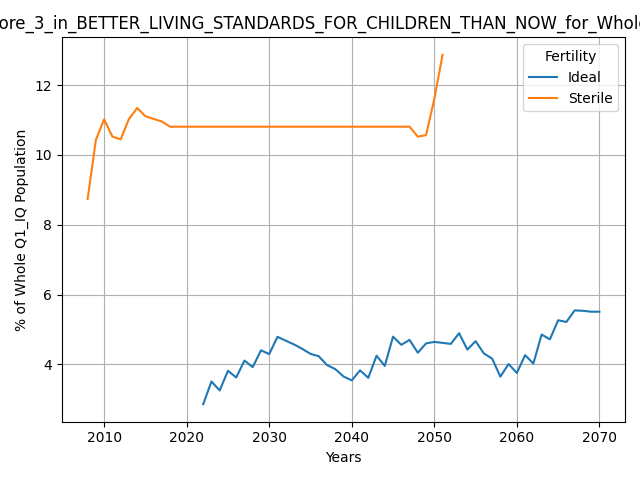 ore_3_in_BETTER_LIVING_STANDARDS_FOR_CHILDREN_THAN_NOW_for_Whole
Fertility
Ideal
Sterile
% of Whole Q1_IQ Population
12
10
8
6
4
2010
2020
2030
2040
2050
2060
2070
Years